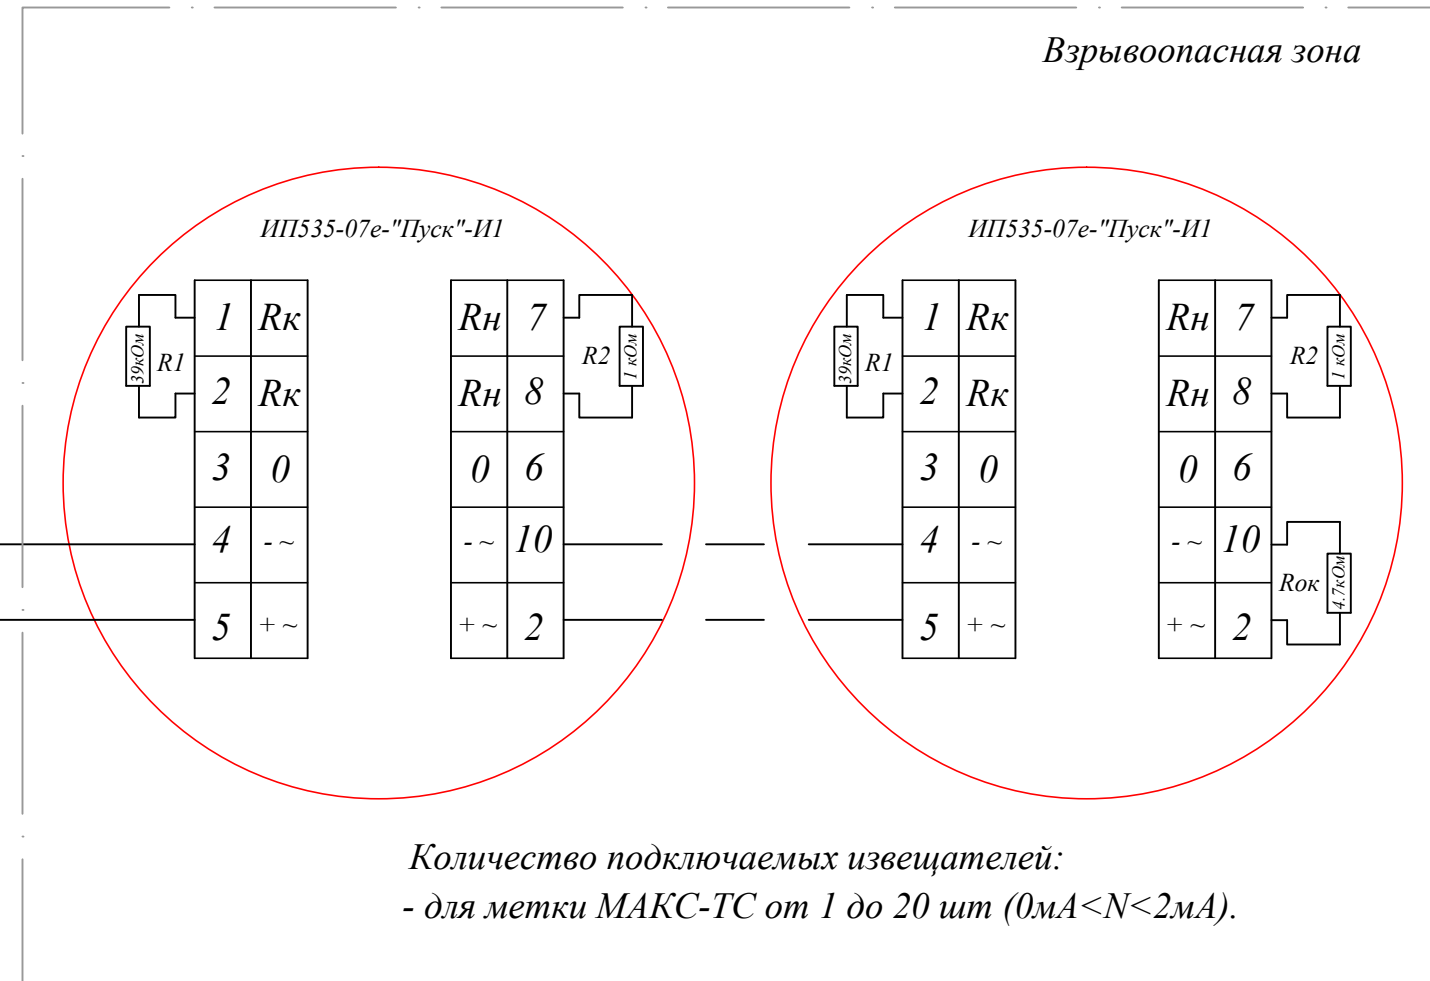 Взрывоопасная зона
ИП535-07е-"Пуск"-И1
ИП535-07е-"Пуск"-И1
1 Rк
Rн 7
39кОм R1
R2 1 кОм
2 Rк
Rн 8
3 0
0 6
4 - ~
- ~ 10
5 + ~
+ ~ 2
1 Rк
Rн 7
39кОм R1
R2 1 кОм
2 Rк
Rн 8
3 0
0 6
4 - ~
- ~ 10
Rок 4.7кОм
5 + ~
+ ~ 2
Количество подключаемых извещателей:
- для метки МАКС-ТС от 1 до 20 шт (0мА<N<2мА).